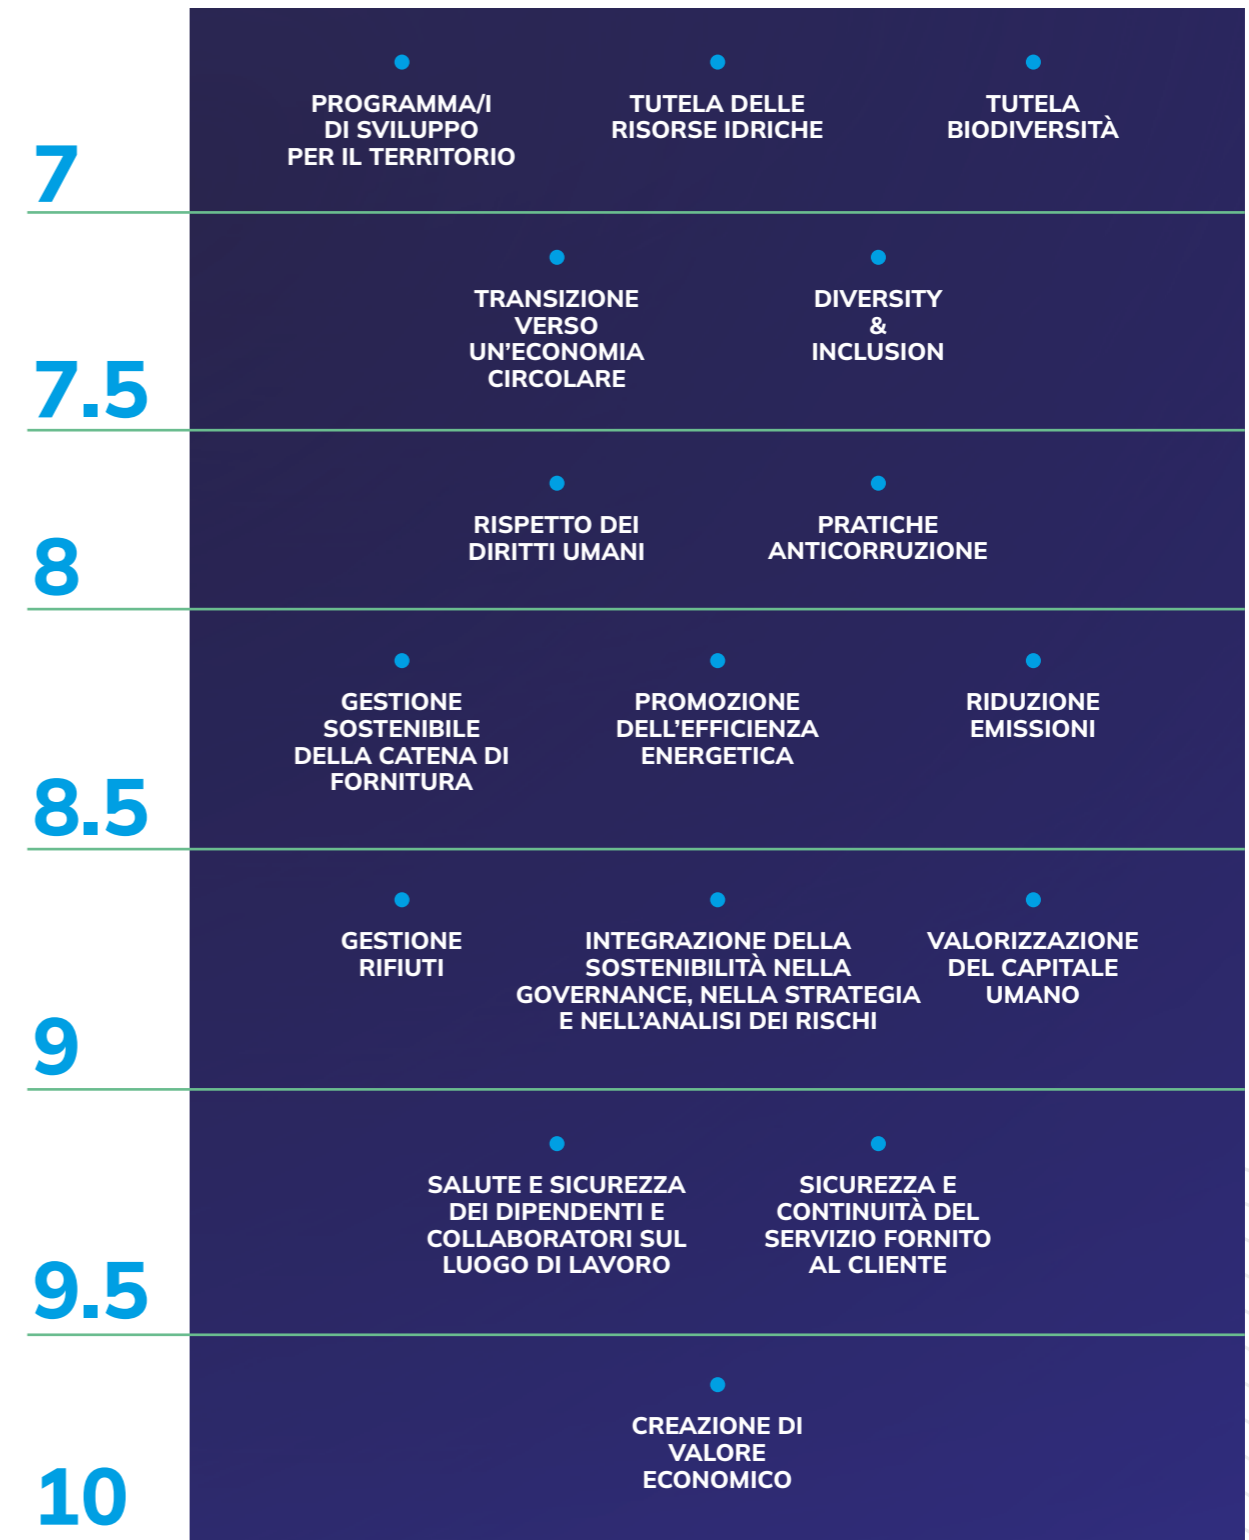 7
PROGRAMMA/I
DI SVILUPPO
PER IL TERRITORIO
TUTELA DELLE
RISORSE IDRICHE
TUTELA
BIODIVERSITÀ
7.5
TRANSIZIONE
VERSO
UN’ECONOMIA
CIRCOLARE
DIVERSITY
&
INCLUSION
8
RISPETTO DEI
DIRITTI UMANI
PRATICHE
ANTICORRUZIONE
8.5
GESTIONE
SOSTENIBILE
DELLA CATENA DI
FORNITURA
PROMOZIONE
DELL’EFFICIENZA
ENERGETICA
RIDUZIONE
EMISSIONI
9
GESTIONE
RIFIUTI
INTEGRAZIONE DELLA
SOSTENIBILITÀ NELLA
GOVERNANCE, NELLA STRATEGIA
E NELL’ANALISI DEI RISCHI
VALORIZZAZIONE
DEL CAPITALE
UMANO
9.5
SALUTE E SICUREZZA
DEI DIPENDENTI E
COLLABORATORI SUL
LUOGO DI LAVORO
SICUREZZA E
CONTINUITÀ DEL
SERVIZIO FORNITO
AL CLIENTE
10
CREAZIONE DI
VALORE
ECONOMICO